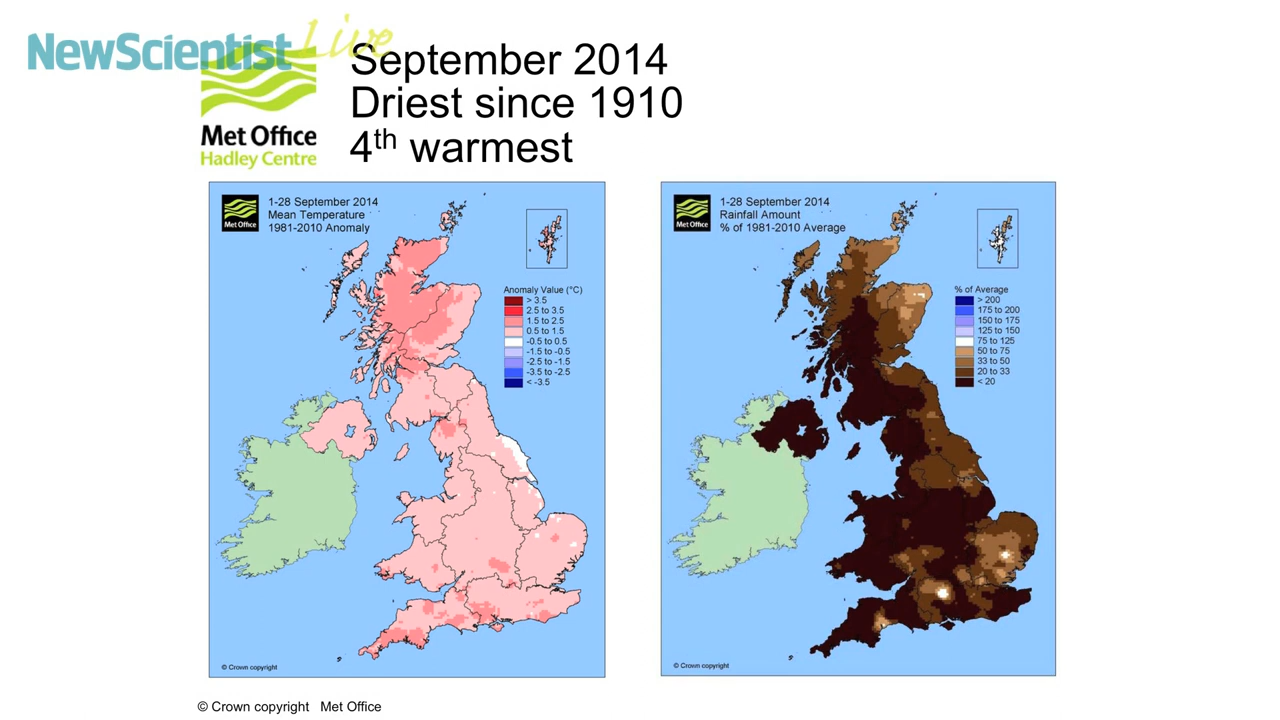 NewScientist Live
September 2014
Driest since 1910
4th warmest
Met Office
Hadley Centre
Met Office
1-28 September 2014
Mean Temperature
1981-2010 Anomaly
Anomaly Value (°C)
> 3.5
2.5 to 3.5
1.5 to 2.5
0.5 to 1.5
-0.5 to 0.5
-1.5 to -0.5
-2.5 to -1.5
-3.5 to -2.5
< -3.5
© Crown copyright
Met Office
1-28 September 2014
Rainfall Amount
% of 1981-2010 Average
% of Average
> 200
175 to 200
150 to 175
125 to 150
75 to 125
50 to 75
33 to 50
20 to 33
< 20
© Crown copyright
© Crown copyright Met Office